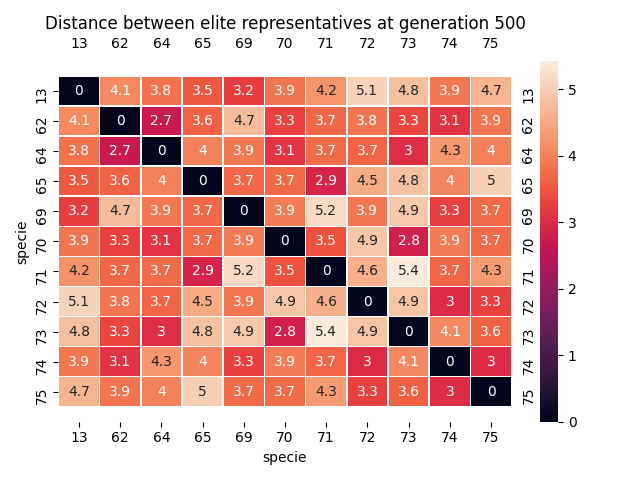 Distance between elite representatives at generation 500
13 62 64 65 69 70 71 72 73 74 75
13 0 4.1 3.8 3.5 3.2 3.9 4.2 5.1 4.8 3.9 4.7 13
62 4.1 0 2.7 3.6 4.7 3.3 3.7 3.8 3.3 3.1 3.9 62
64 3.8 2.7 0 4 3.9 3.1 3.7 3.7 3 4.3 4 64
65 3.5 3.6 4 0 3.7 3.7 2.9 4.5 4.8 4 5 65
69 3.2 4.7 3.9 3.7 0 3.9 5.2 3.9 4.9 3.3 3.7 69
70 3.9 3.3 3.1 3.7 3.9 0 3.5 4.9 2.8 3.9 3.7 70
71 4.2 3.7 3.7 2.9 5.2 3.5 0 4.6 5.4 3.7 4.3 71
72 5.1 3.8 3.7 4.5 3.9 4.9 4.6 0 4.9 3 3.3 72
73 4.8 3.3 3 4.8 4.9 2.8 5.4 4.9 0 4.1 3.6 73
74 3.9 3.1 4.3 4 3.3 3.9 3.7 3 4.1 0 3 74
75 4.7 3.9 4 5 3.7 3.7 4.3 3.3 3.6 3 0 75
13 62 64 65 69 70 71 72 73 74 75
specie
specie
5
4
3
2
1
0